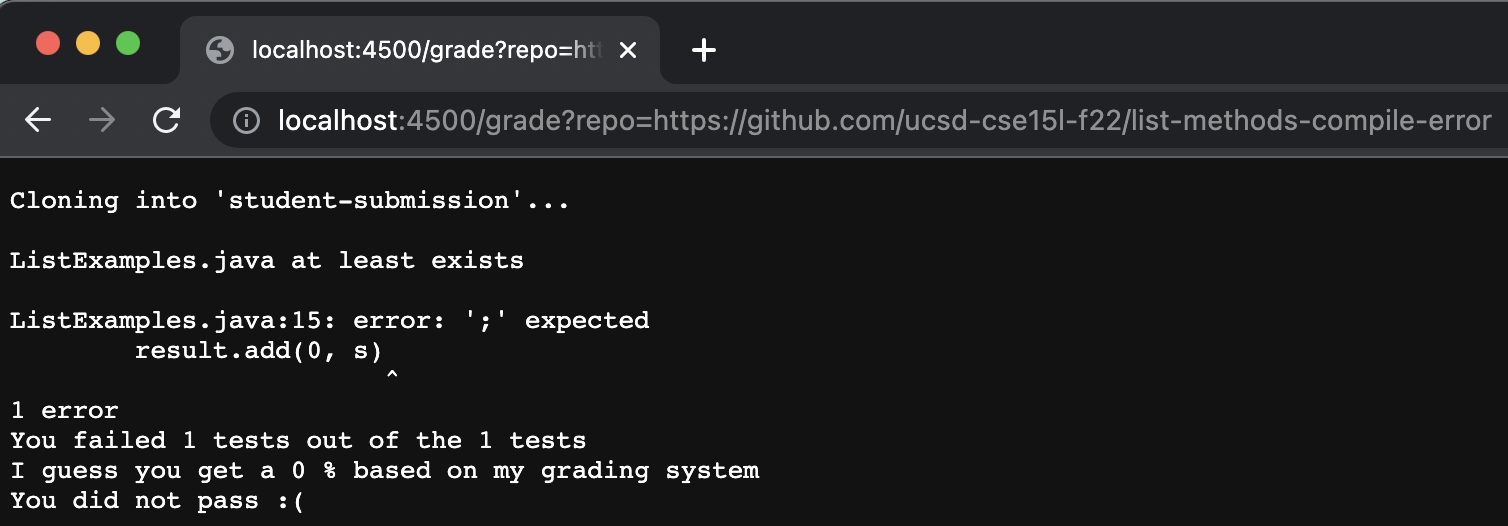 localhost:4500/grade?repo=htt
localhost:4500/grade?repo=https://github.com/ucsd-cse15l-f22/list-methods-compile-error
Cloning into 'student-submission'...
ListExamples.java at least exists
ListExamples.java:15: error: ';' expected
        result.add(0, s)
                        ^
1 error
You failed 1 tests out of the 1 tests
I guess you get a 0 % based on my grading system
You did not pass :(